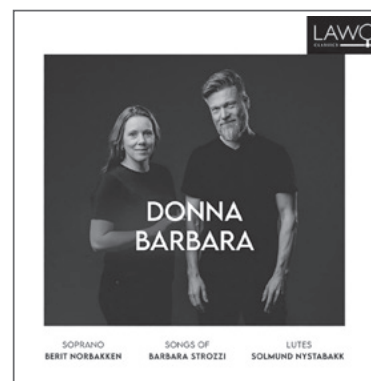 LAWO
CLASSICS
DONNA
BARBARA
SOPRANO
BERIT NORBAKKEN
SONGS OF
BARBARA STROZZI
LUTES
SOLMUND NYSTABAKK